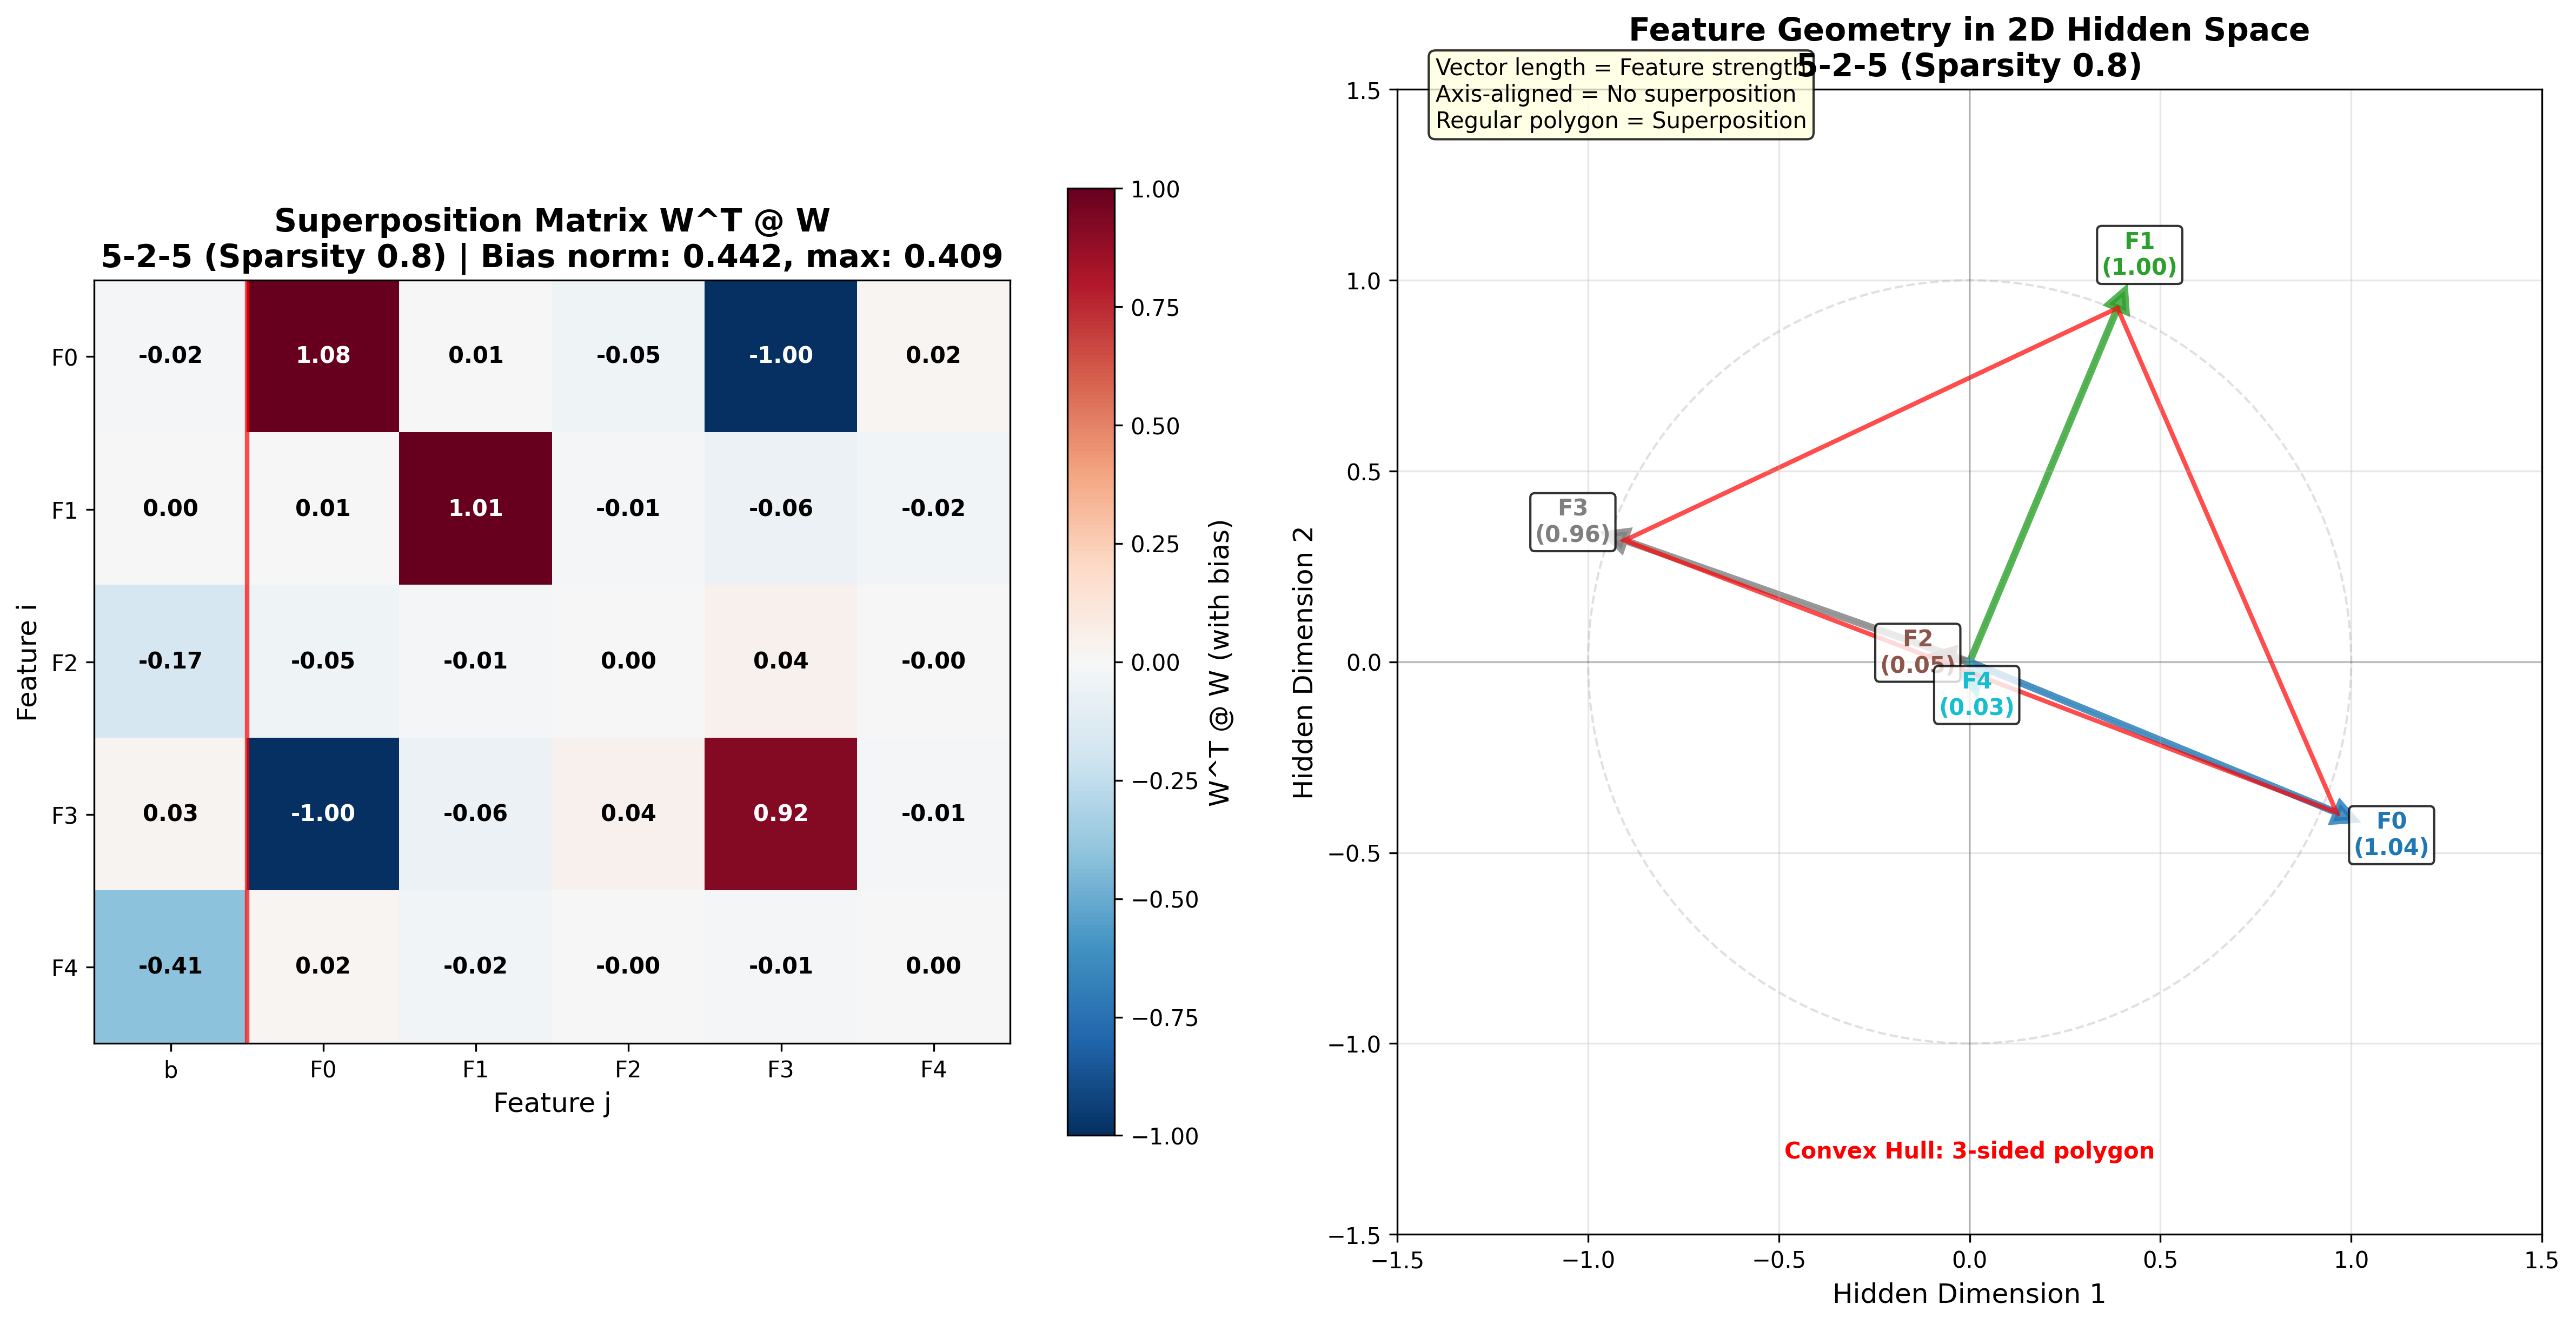 Superposition Matrix W^T @ W
5-2-5 (Sparsity 0.8) | Bias norm: 0.442, max: 0.409
Feature i
F0 -0.02 1.08 0.01 -0.05 -1.00 0.02
F1 0.00 0.01 1.01 -0.01 -0.06 -0.02
F2 -0.17 -0.05 -0.01 0.00 0.04 -0.00
F3 0.03 -1.00 -0.06 0.04 0.92 -0.01
F4 -0.41 0.02 -0.02 -0.00 -0.01 0.00
b F0 F1 F2 F3 F4
Feature j
1.00
0.75
0.50
0.25
0.00
−0.25
−0.50
−0.75
−1.00
W^T @ W (with bias)
Feature Geometry in 2D Hidden Space
5-2-5 (Sparsity 0.8)
Vector length = Feature strength
Axis-aligned = No superposition
Regular polygon = Superposition
Hidden Dimension 2
1.5
1.0
0.5
0.0
−0.5
−1.0
−1.5
F1
(1.00)
F3
(0.96)
F2
(0.05)
F4
(0.03)
F0
(1.04)
Convex Hull: 3-sided polygon
−1.5 −1.0 −0.5 0.0 0.5 1.0 1.5
Hidden Dimension 1